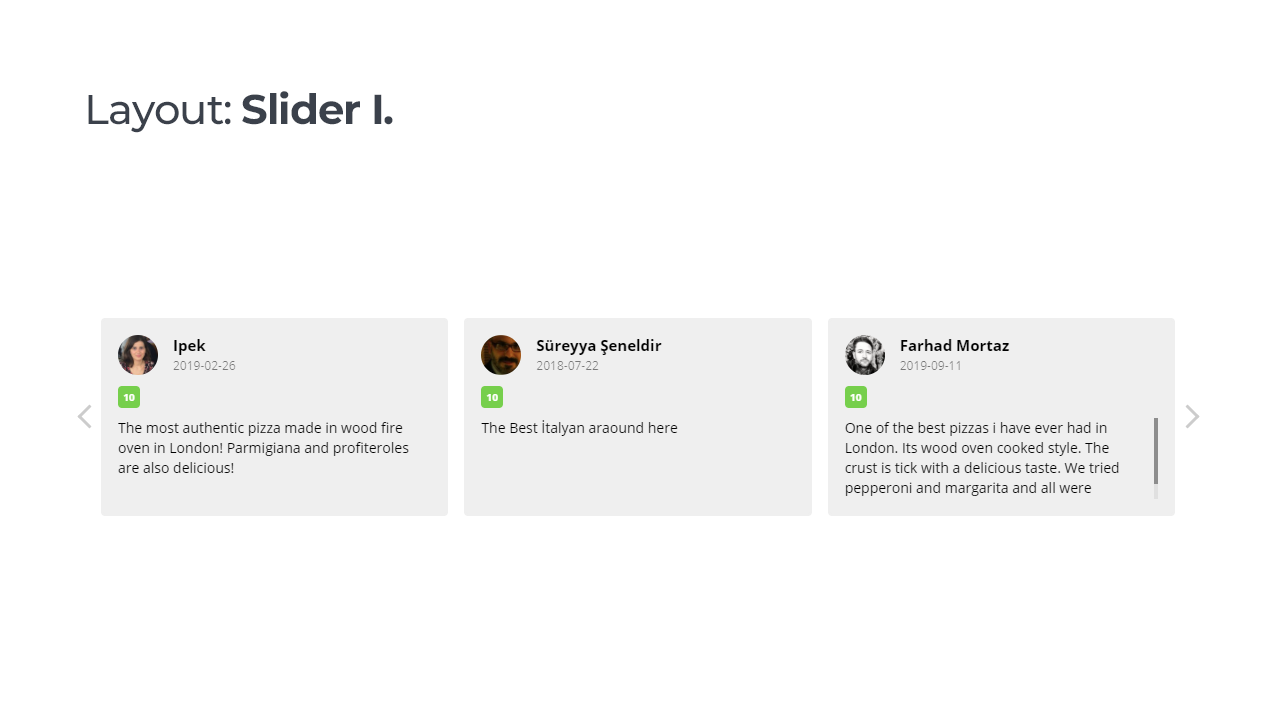 Layout: Slider I.
Ipek
2019-02-26
10
The most authentic pizza made in wood fire
oven in London! Parmigiana and profiteroles
are also delicious!
Süreyya Şeneldir
2018-07-22
10
The Best İtalyan araound here
Farhad Mortaz
2019-09-11
10
One of the best pizzas i have ever had in
London. Its wood oven cooked style. The
crust is tick with a delicious taste. We tried
pepperoni and margarita and all were